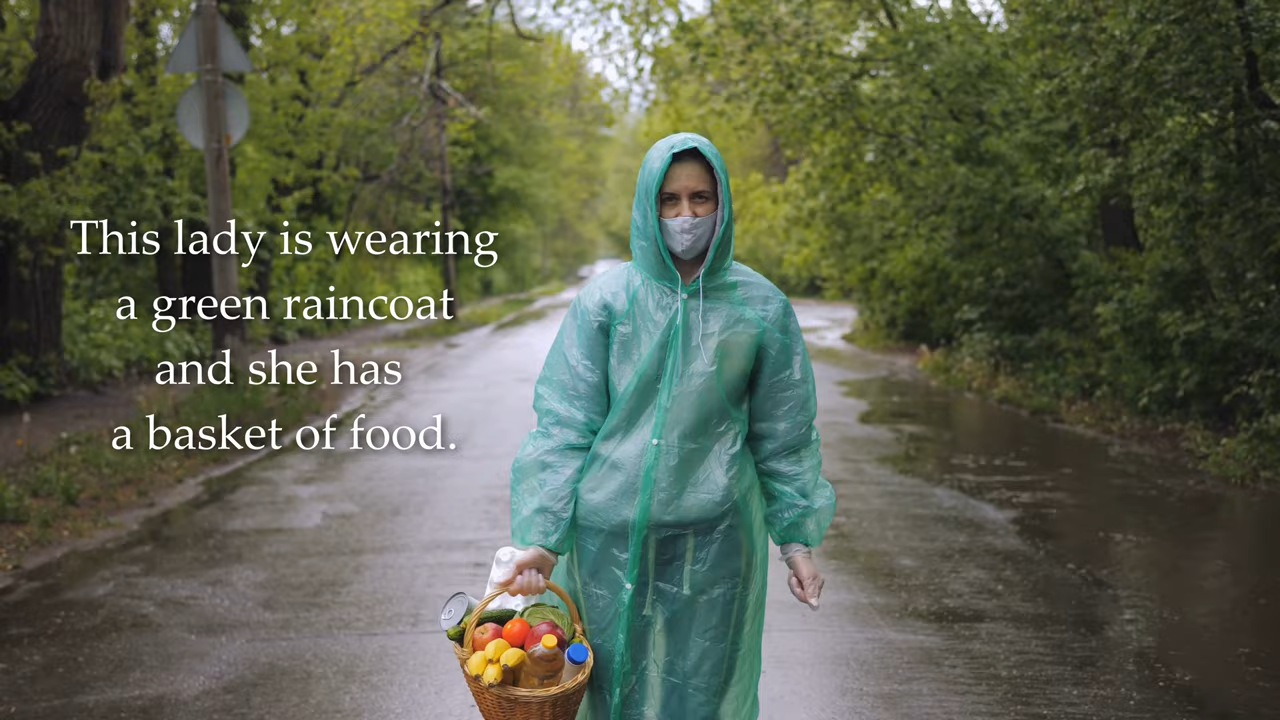 This lady is wearing
a green raincoat
and she has
a basket of food.